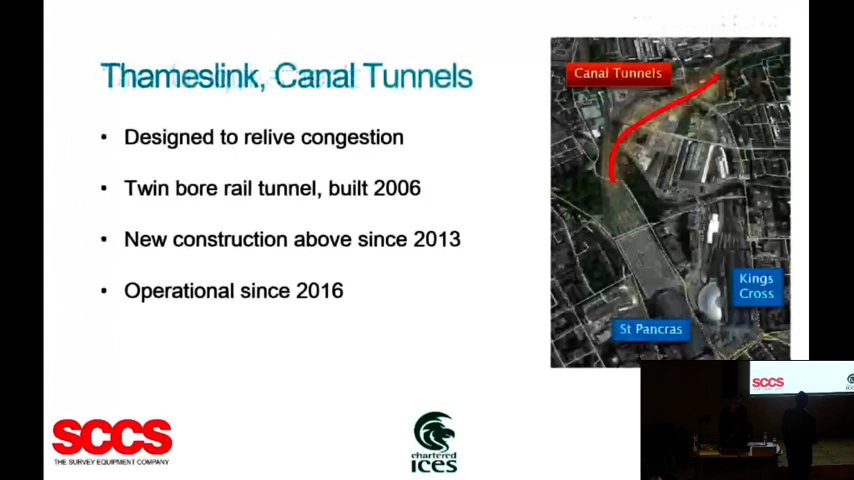 Thameslink, Canal Tunnels
• Designed to relive congestion
• Twin bore rail tunnel, built 2006
• New construction above since 2013
• Operational since 2016
Canal Tunnels
Kings
Cross
St Pancras
SCCS
THE SURVEY EQUIPMENT COMPANY
chartered
ICES
SCCS